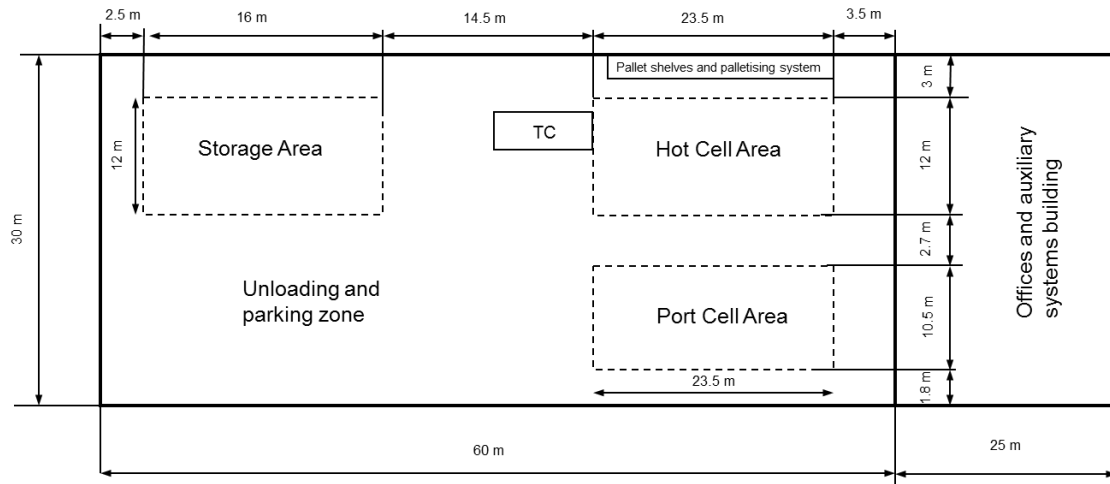 2.5 m
16 m
14.5 m
23.5 m
3.5 m
Pallet shelves and palletising system
3 m
TC
Storage Area
Hot Cell Area
12 m
12 m
30 m
2.7 m
Offices and auxiliary
systems building
Unloading and
parking zone
Port Cell Area
10.5 m
23.5 m
1.8 m
60 m
25 m